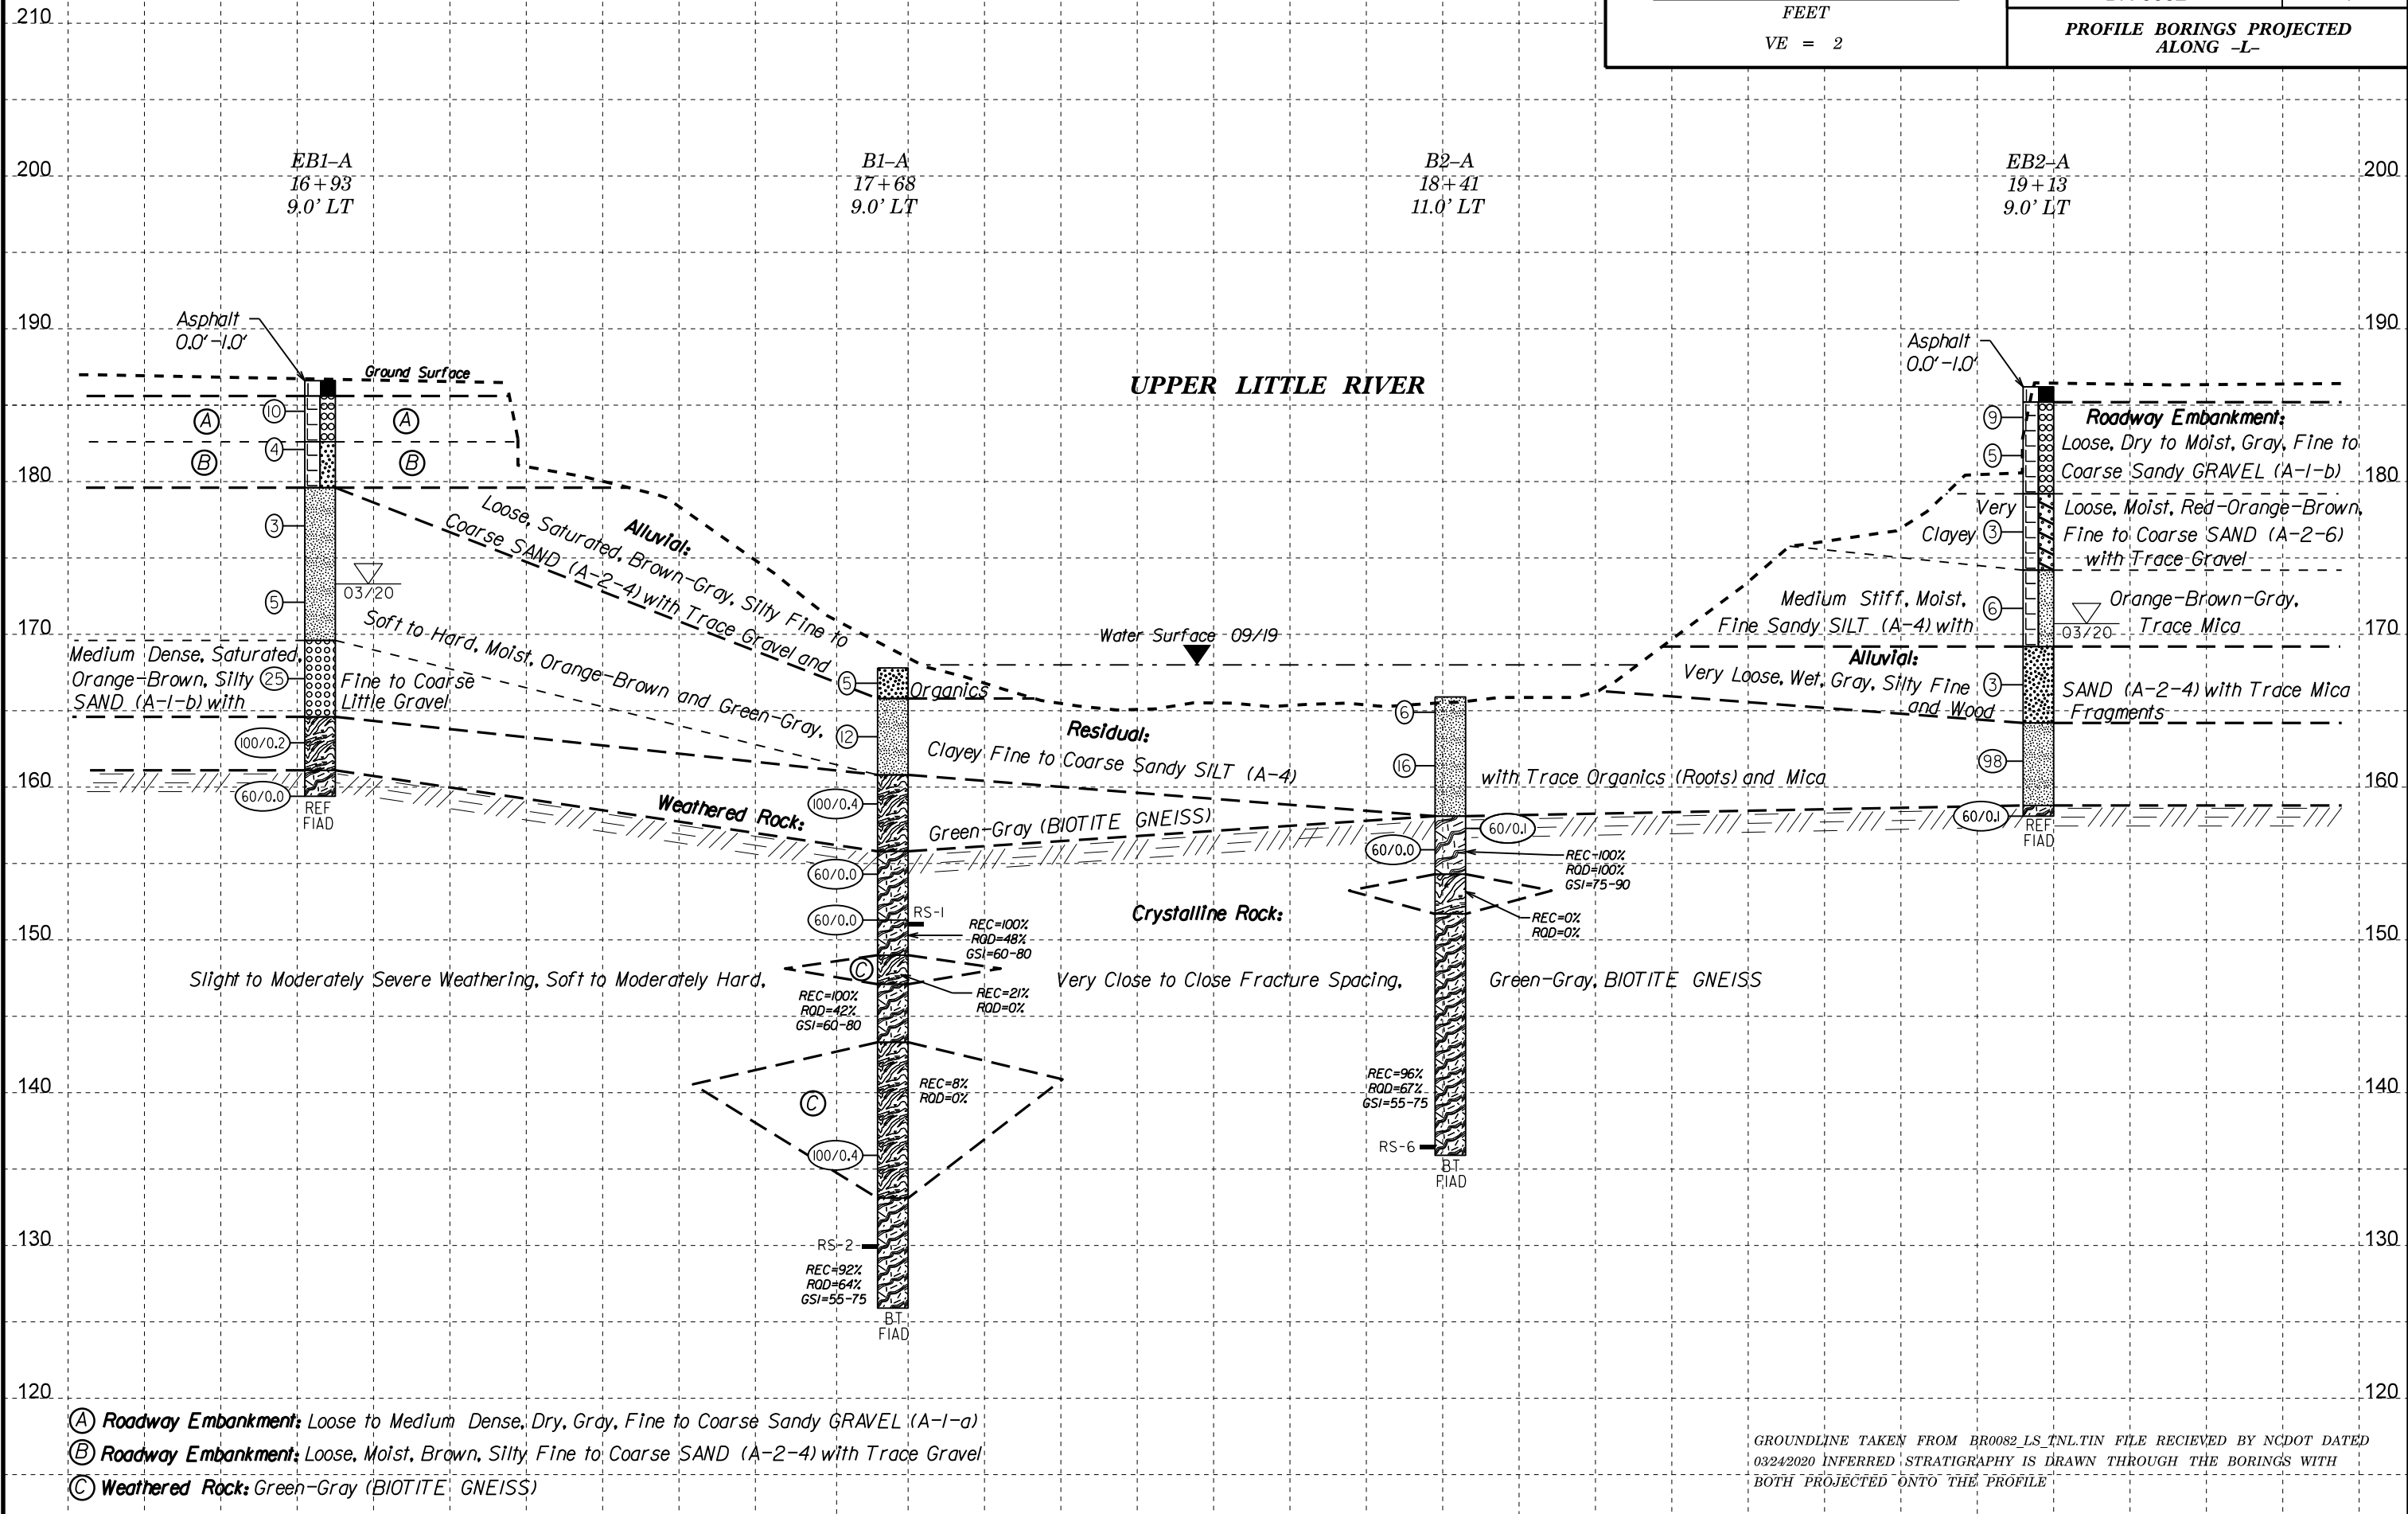 FEET
VE = 2
PROFILE BORINGS PROJECTED
ALONG –L–
210
200
200
190
190
180
180
170
170
160
160
150
150
140
140
130
130
120
120
EB1–A
16+93
9.0' LT
B1–A
17+68
9.0' LT
B2–A
18+41
11.0' LT
EB2–A
19+13
9.0' LT
Asphalt
0.0'-1.0'
Ground Surface
UPPER LITTLE RIVER
Asphalt
0.0'-1.0'
A
10
A
B
4
B
3
5
25
100/0.2
60/0.0
REF
FIAD
03/20
Medium Dense, Saturated,
Orange-Brown, Silty
SAND (A-1-b) with
Fine to Coarse
Little Gravel
Alluvial:
Loose, Saturated, Brown-Gray, Silty Fine to
Coarse SAND (A-2-4) with Trace Gravel and
Organics
Soft to Hard, Moist, Orange-Brown and Green-Gray,
Residual:
Clayey Fine to Coarse Sandy SILT (A-4)
with Trace Organics (Roots) and Mica
Water Surface 09/19
9
5
3
6
3
98
60/0.1
REF
FIAD
03/20
Roadway Embankment:
Loose, Dry to Moist, Gray, Fine to
Coarse Sandy GRAVEL (A-1-b)
Very
Loose, Moist, Red-Orange-Brown,
Clayey
Fine to Coarse SAND (A-2-6)
with Trace Gravel
Medium Stiff, Moist,
Orange-Brown-Gray,
Fine Sandy SILT (A-4) with
Trace Mica
Alluvial:
Very Loose, Wet, Gray, Silty Fine
SAND (A-2-4) with Trace Mica
and Wood
Fragments
Weathered Rock:
Green-Gray (BIOTITE GNEISS)
5
12
100/0.4
60/0.0
60/0.0
RS-1
REC=100%
RQD=48%
GSI=60-80
C
REC=21%
RQD=0%
REC=100%
RQD=42%
GSI=60-80
REC=8%
RQD=0%
C
100/0.4
RS-2
REC=92%
RQD=64%
GSI=55-75
BT
FIAD
6
16
60/0.1
60/0.0
REC=100%
RQD=100%
GSI=75-90
REC=0%
RQD=0%
REC=96%
RQD=67%
GSI=55-75
RS-6
BT
FIAD
Crystalline Rock:
Slight to Moderately Severe Weathering, Soft to Moderately Hard,
Very Close to Close Fracture Spacing,
Green-Gray, BIOTITE GNEISS
A Roadway Embankment: Loose to Medium Dense, Dry, Gray, Fine to Coarse Sandy GRAVEL (A-1-a)
B Roadway Embankment: Loose, Moist, Brown, Silty Fine to Coarse SAND (A-2-4) with Trace Gravel
C Weathered Rock: Green-Gray (BIOTITE GNEISS)
GROUNDLINE TAKEN FROM BR0082_LS_TNL.TIN FILE RECIEVED BY NCDOT DATED
03/24/2020 INFERRED STRATIGRAPHY IS DRAWN THROUGH THE BORINGS WITH
BOTH PROJECTED ONTO THE PROFILE